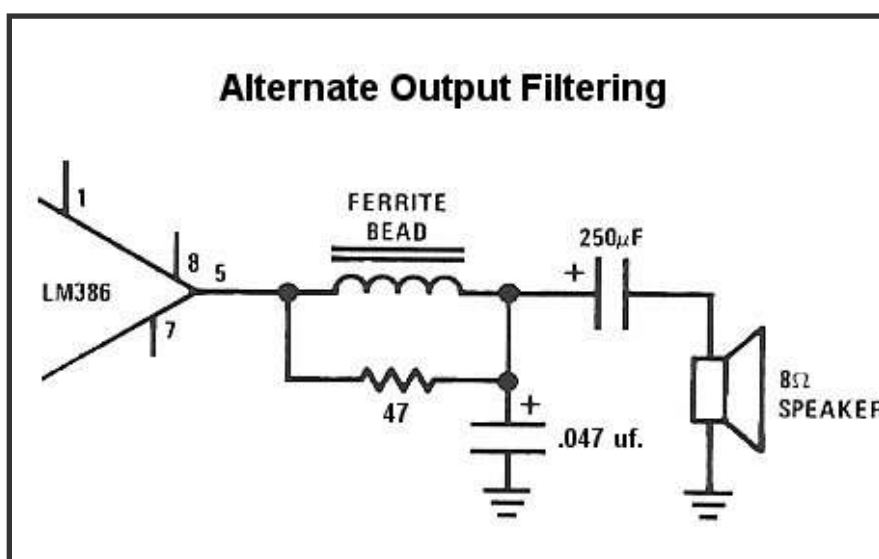 Alternate Output Filtering
1
FERRITE
BEAD
250µF
+
8
5
LM386
7
47
+
.047 uf.
8Ω
SPEAKER